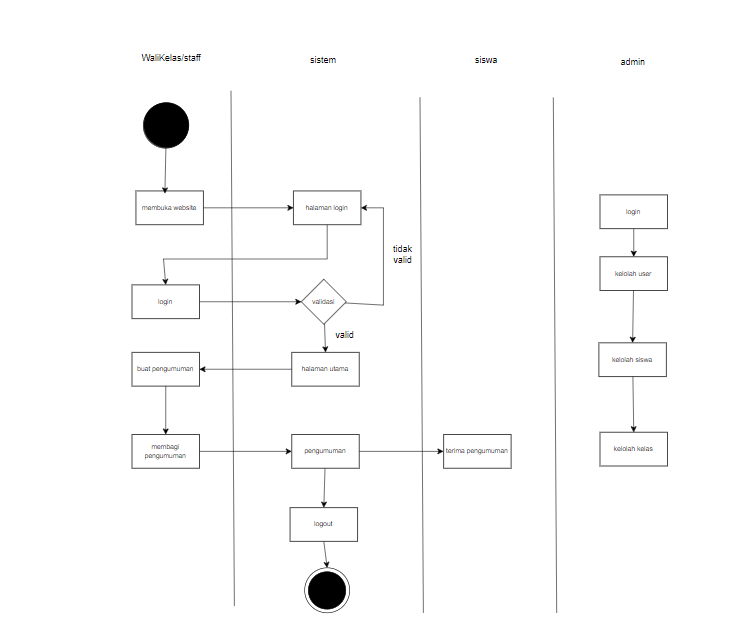 WaliKelas/staff
sistem
siswa
admin
membuka website
halaman login
login
tidak
valid
kelolah user
login
validasi
valid
buat pengumuman
halaman utama
kelolah siswa
membagi
pengumuman
pengumuman
terima pengumuman
kelolah kelas
logout